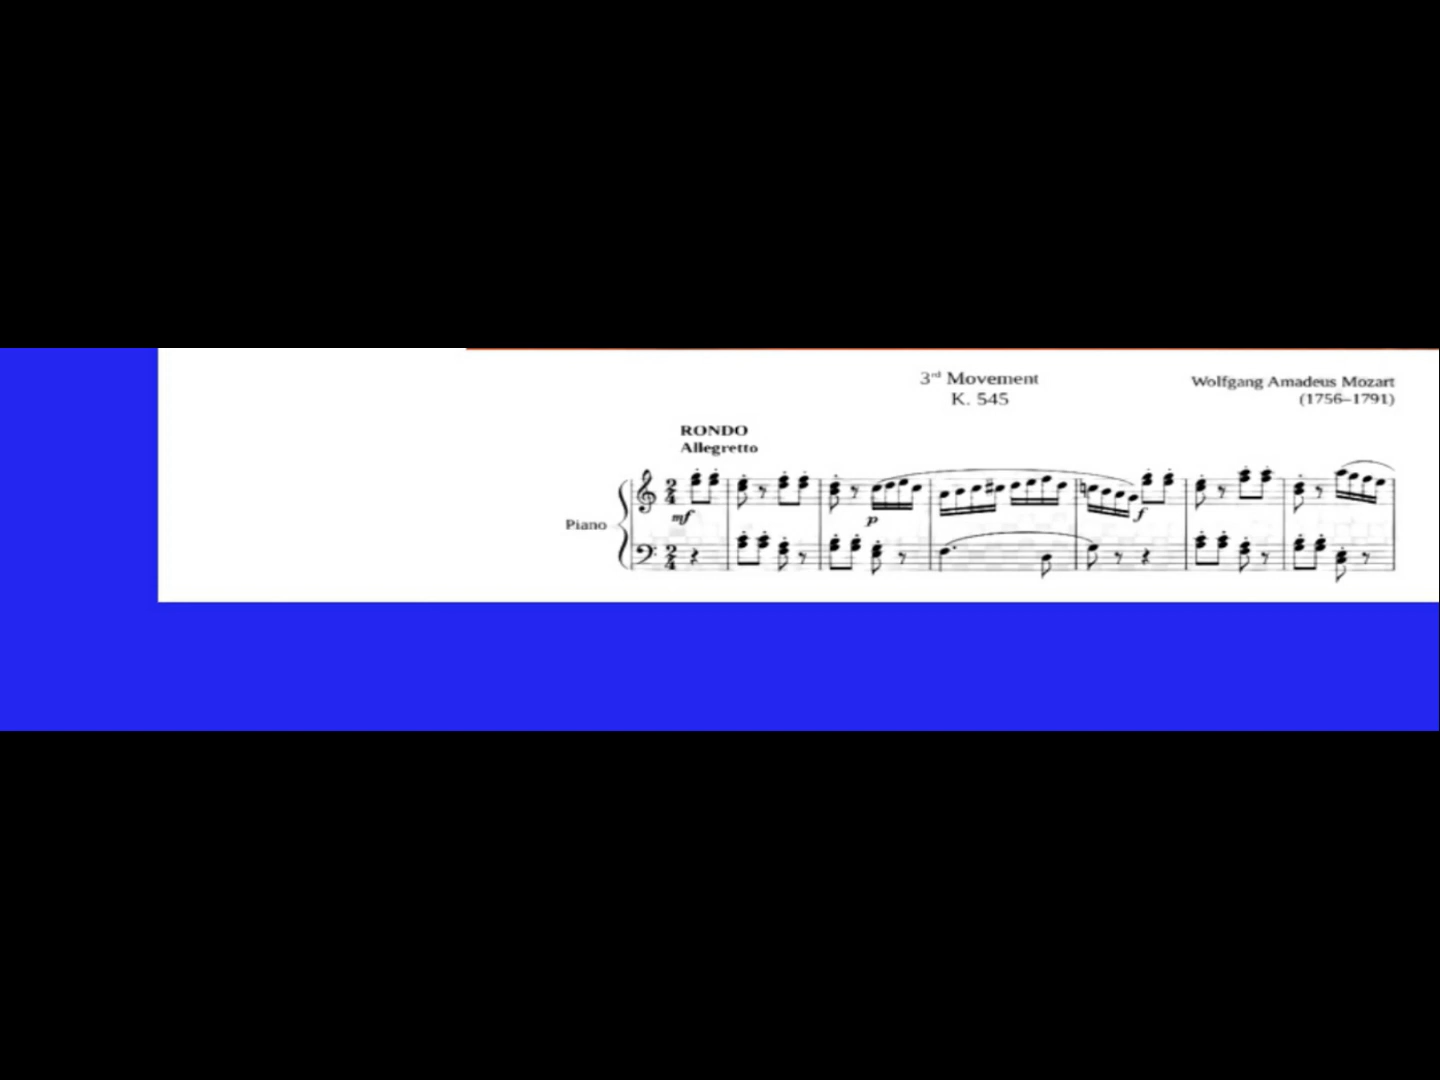 3rd Movement
K. 545
Wolfgang Amadeus Mozart
(1756–1791)
RONDO
Allegretto
Piano
mf
p
f